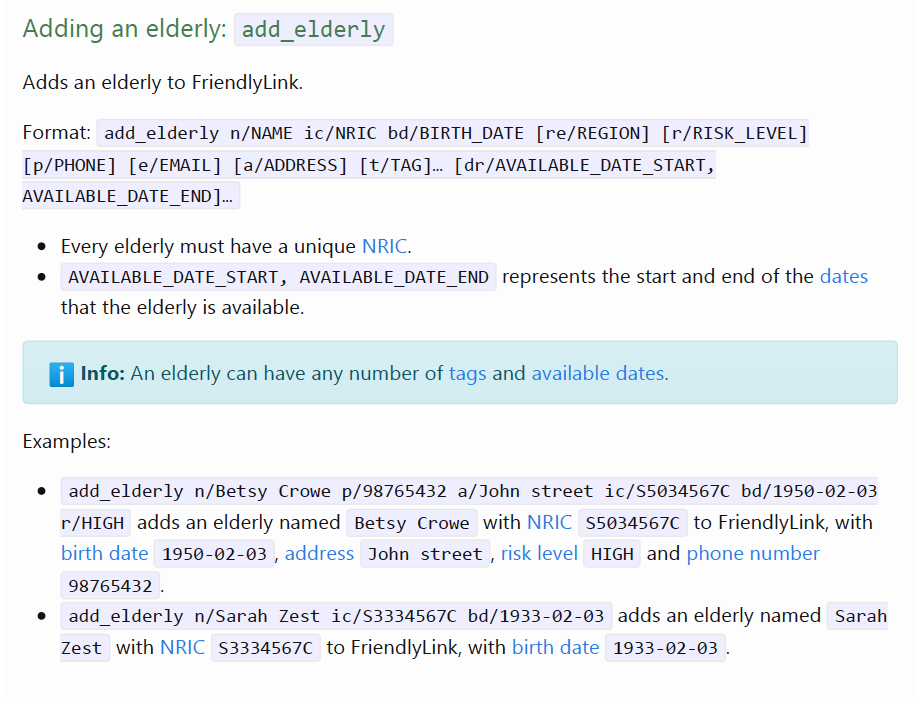 Adding an elderly: add_elderly
Adds an elderly to FriendlyLink.
Format: add_elderly n/NAME ic/NRIC bd/BIRTH_DATE [re/REGION] [r/RISK_LEVEL]
[p/PHONE] [e/EMAIL] [a/ADDRESS] [t/TAG]… [dr/AVAILABLE_DATE_START,
AVAILABLE_DATE_END]…
• Every elderly must have a unique NRIC.
• AVAILABLE_DATE_START, AVAILABLE_DATE_END represents the start and end of the dates
that the elderly is available.
ℹ️ Info: An elderly can have any number of tags and available dates.
Examples:
• add_elderly n/Betsy Crowe p/98765432 a/John street ic/S5034567C bd/1950-02-03
r/HIGH adds an elderly named Betsy Crowe with NRIC S5034567C to FriendlyLink, with
birth date 1950-02-03, address John street, risk level HIGH and phone number
98765432.
• add_elderly n/Sarah Zest ic/S3334567C bd/1933-02-03 adds an elderly named Sarah
Zest with NRIC S3334567C to FriendlyLink, with birth date 1933-02-03.